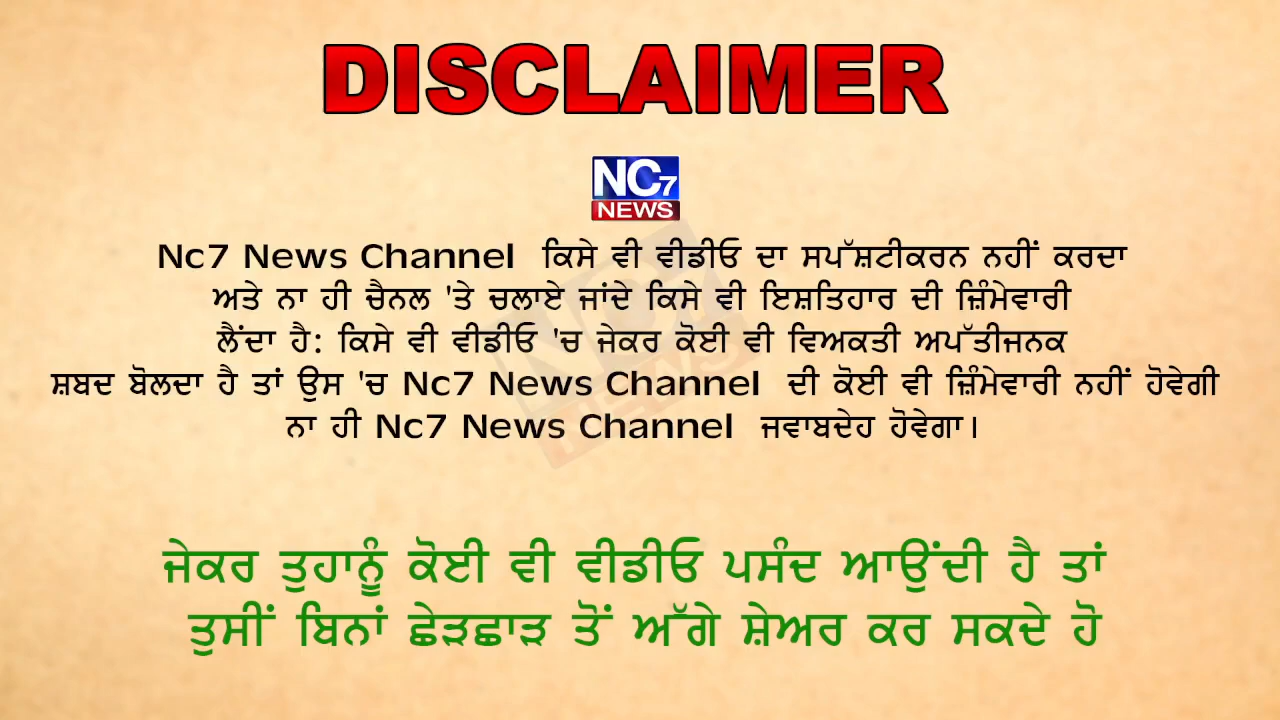 DISCLAIMER
NC7
NEWS
Nc7 News Channel ਕਿਸੇ ਵੀ ਵੀਡੀਓ ਦਾ ਸਪੱਸ਼ਟੀਕਰਨ ਨਹੀਂ ਕਰਦਾ
ਅਤੇ ਨਾ ਹੀ ਚੈਨਲ 'ਤੇ ਚਲਾਏ ਜਾਂਦੇ ਕਿਸੇ ਵੀ ਇਸ਼ਤਿਹਾਰ ਦੀ ਜ਼ਿੰਮੇਵਾਰੀ
ਲੈਂਦਾ ਹੈ: ਕਿਸੇ ਵੀ ਵੀਡੀਓ 'ਚ ਜੇਕਰ ਕੋਈ ਵੀ ਵਿਅਕਤੀ ਅਪੱਤੀਜਨਕ
ਸ਼ਬਦ ਬੋਲਦਾ ਹੈ ਤਾਂ ਉਸ 'ਚ Nc7 News Channel ਦੀ ਕੋਈ ਵੀ ਜ਼ਿੰਮੇਵਾਰੀ ਨਹੀਂ ਹੋਵੇਗੀ
ਨਾ ਹੀ Nc7 News Channel ਜਵਾਬਦੇਹ ਹੋਵੇਗਾ।
ਜੇਕਰ ਤੁਹਾਨੂੰ ਕੋਈ ਵੀ ਵੀਡੀਓ ਪਸੰਦ ਆਉਂਦੀ ਹੈ ਤਾਂ
ਤੁਸੀਂ ਬਿਨਾਂ ਛੇੜਛਾੜ ਤੋਂ ਅੱਗੇ ਸ਼ੇਅਰ ਕਰ ਸਕਦੇ ਹੋ